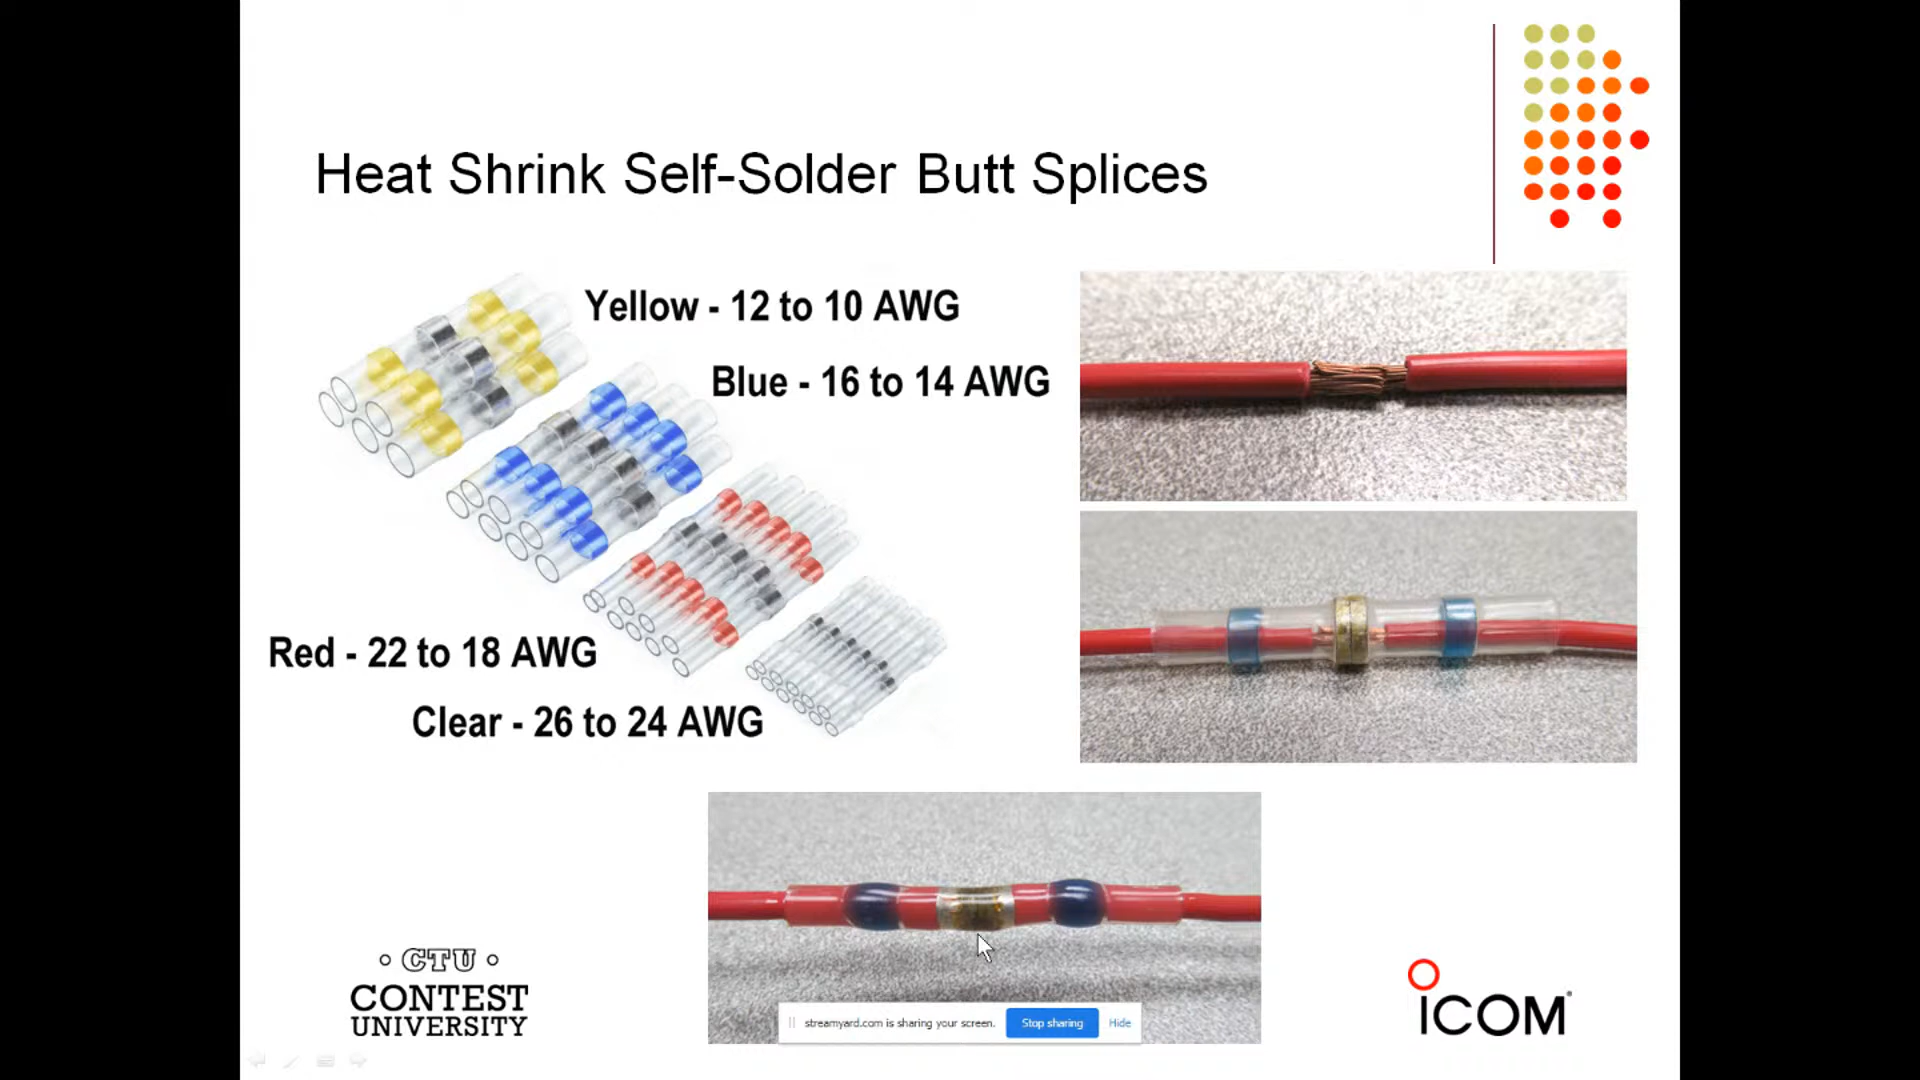 Heat Shrink Self-Solder Butt Splices
Yellow - 12 to 10 AWG
Blue - 16 to 14 AWG
Red - 22 to 18 AWG
Clear - 26 to 24 AWG
CTU
CONTEST
UNIVERSITY
streamyard.com is sharing your screen.
Stop sharing
Hide
ICOM